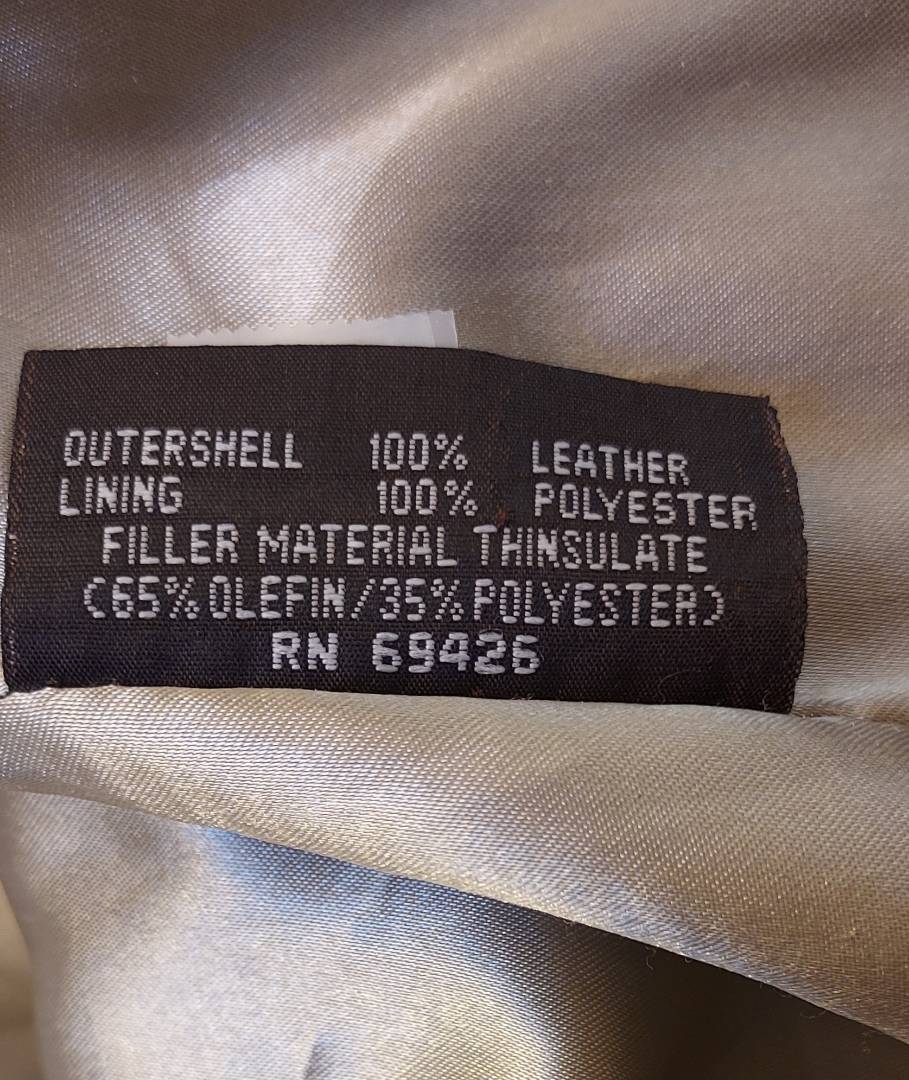 OUTERSHELL 100% LEATHER
LINING 100% POLYESTER
FILLER MATERIAL THINSULATE
(65% OLEFIN/35% POLYESTER)
RN 69426